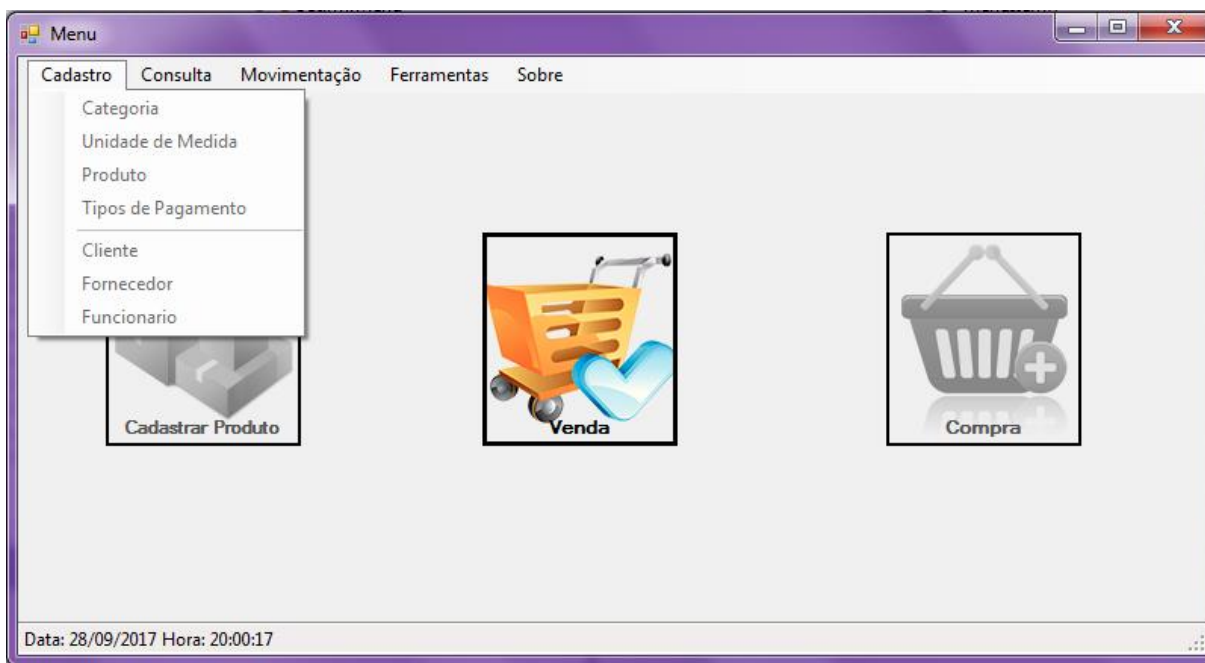 Menu
Cadastro Consulta Movimentação Ferramentas Sobre
Categoria
Unidade de Medida
Produto
Tipos de Pagamento
Cliente
Fornecedor
Funcionario
Cadastrar Produto
Venda
Compra
Data: 28/09/2017 Hora: 20:00:17